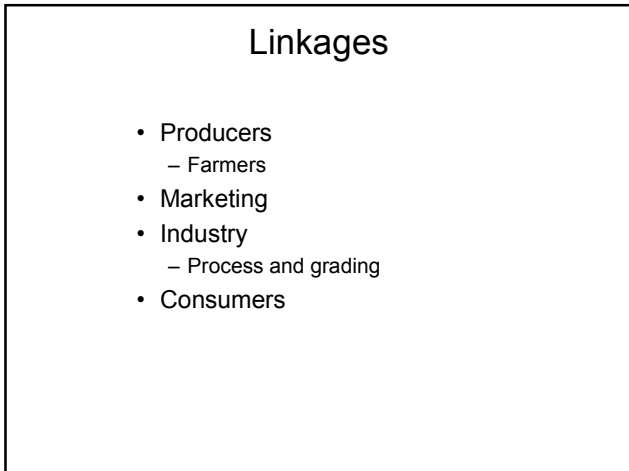 Linkages
• Producers
– Farmers
• Marketing
• Industry
– Process and grading
• Consumers